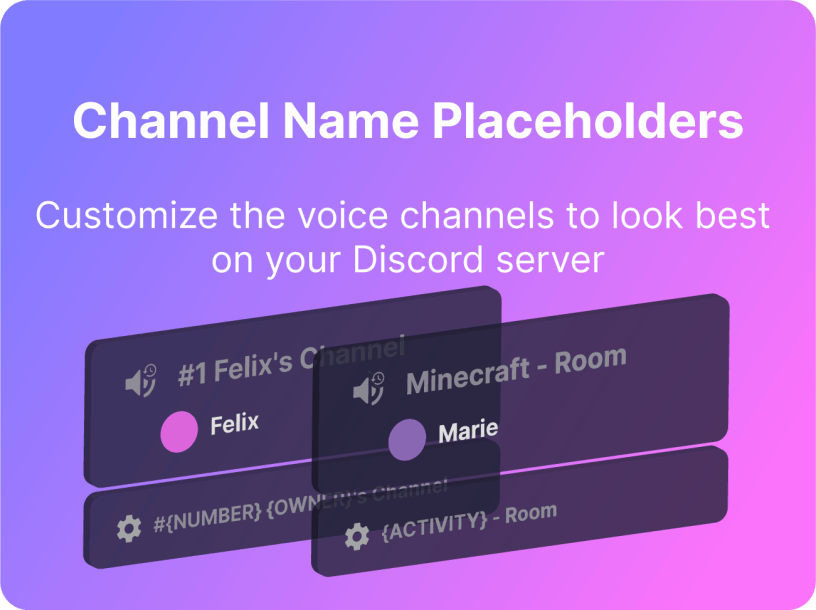 Channel Name Placeholders
Customize the voice channels to look best
on your Discord server
#1 Felix's Channel
Felix
#{NUMBER} {OWNER}'s Channel
Minecraft - Room
Marie
{ACTIVITY} - Room